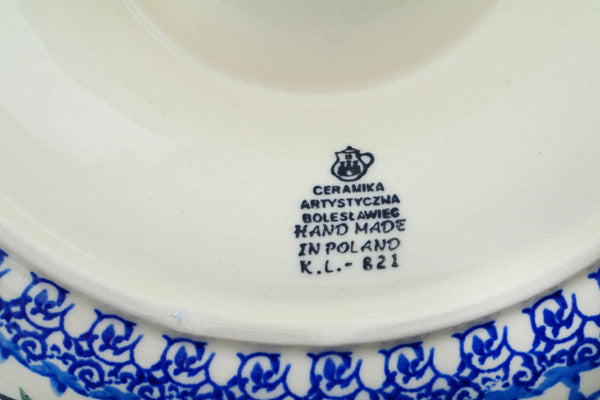 CERAMIKA
ARTYSTYCZNA
BOLESŁAWIEC
HAND MADE
IN POLAND
K.L.- 821